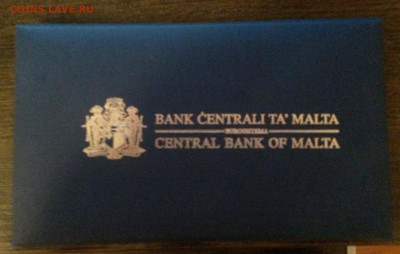 COINS.LAVE.RU
BANK ĊENTRALI TA' MALTA
EUROSISTEMA
CENTRAL BANK OF MALTA